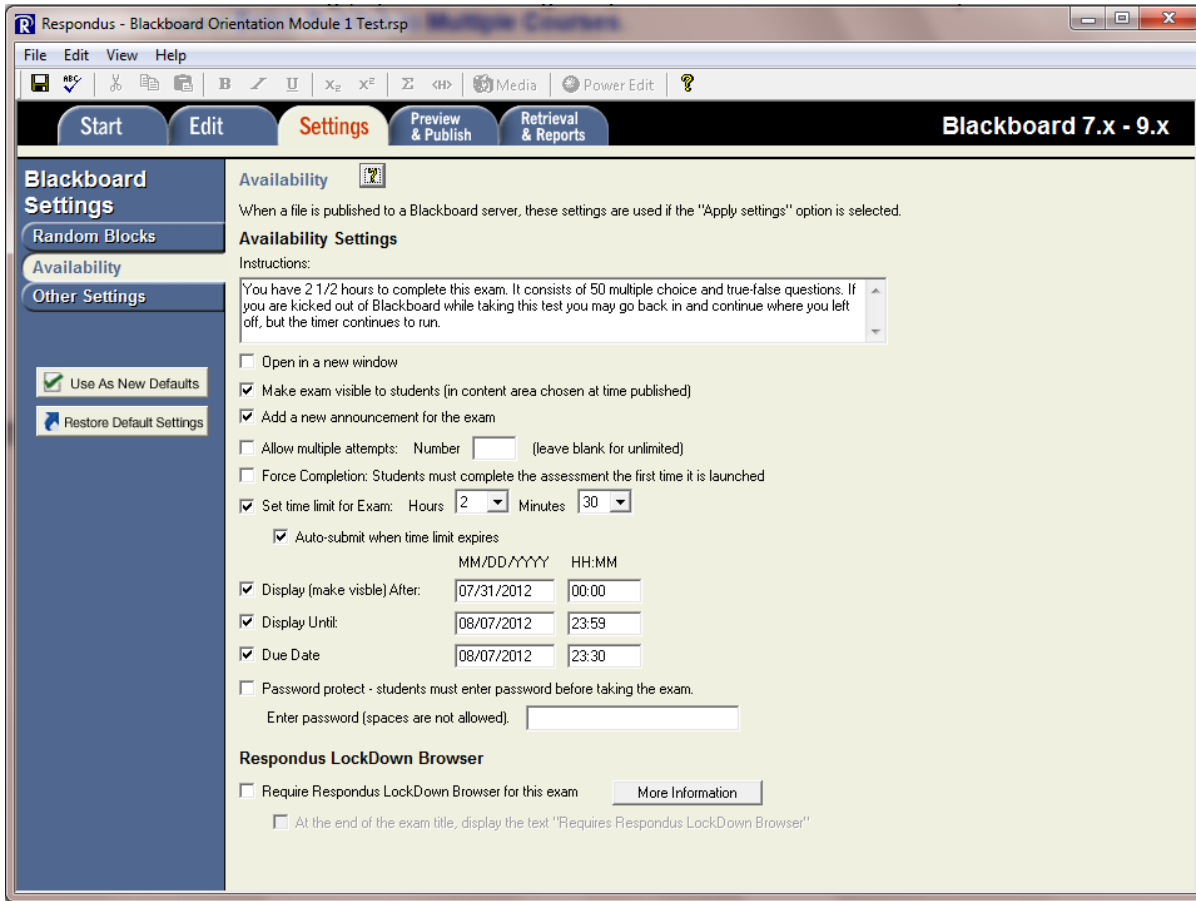 Respondus - Blackboard Orientation Module 1 Test.rsp
Multiple Courses.
File Edit View Help
ABC B I U X₂ X² Σ <H> Media Power Edit ?
Start Edit Settings Preview & Publish Retrieval & Reports Blackboard 7.x - 9.x
Blackboard Settings
Random Blocks
Availability
Other Settings
Use As New Defaults
Restore Default Settings
Availability ?
When a file is published to a Blackboard server, these settings are used if the "Apply settings" option is selected.
Availability Settings
Instructions:
You have 2 1/2 hours to complete this exam. It consists of 50 multiple choice and true-false questions. If
you are kicked out of Blackboard while taking this test you may go back in and continue where you left
off, but the timer continues to run.
Open in a new window
Make exam visible to students (in content area chosen at time published)
Add a new announcement for the exam
Allow multiple attempts: Number (leave blank for unlimited)
Force Completion: Students must complete the assessment the first time it is launched
Set time limit for Exam: Hours 2 Minutes 30
Auto-submit when time limit expires
MM/DD/YYYY HH:MM
Display (make visble) After: 07/31/2012 00:00
Display Until: 08/07/2012 23:59
Due Date 08/07/2012 23:30
Password protect - students must enter password before taking the exam.
Enter password (spaces are not allowed).
Respondus LockDown Browser
Require Respondus LockDown Browser for this exam More Information
At the end of the exam title, display the text "Requires Respondus LockDown Browser"